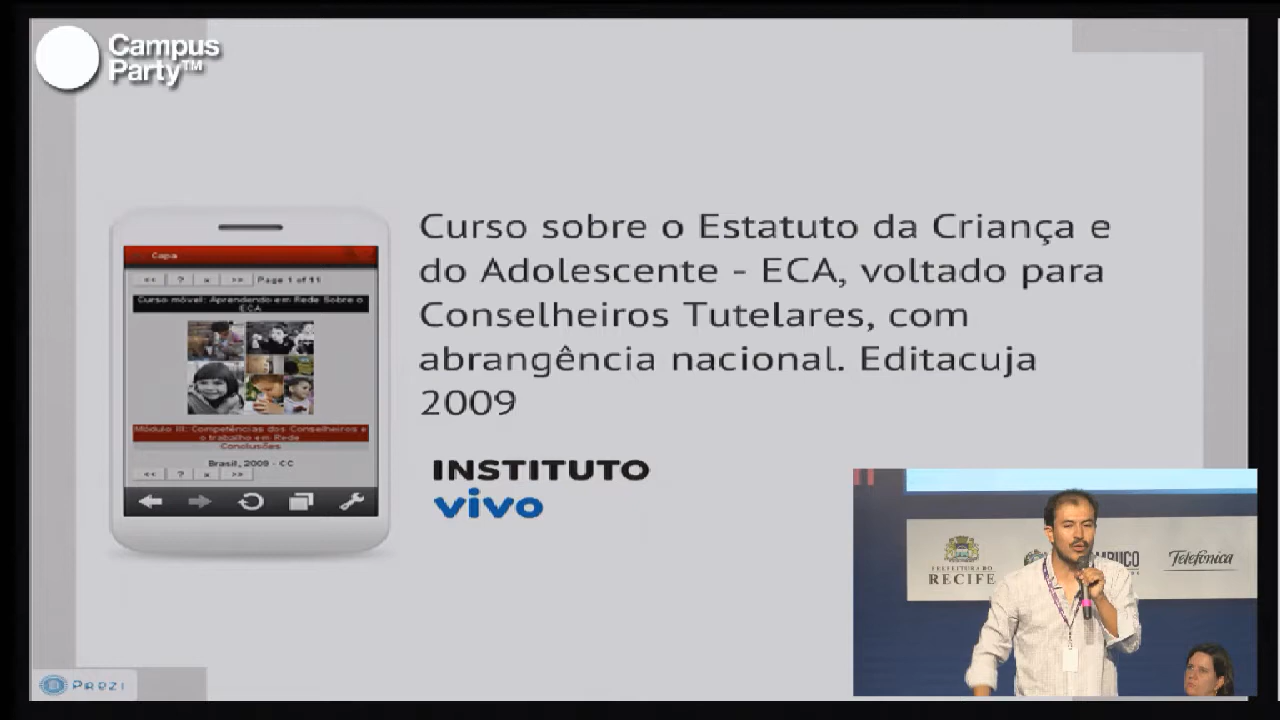 Campus
Party™
Curso sobre o Estatuto da Criança e
do Adolescente - ECA, voltado para
Conselheiros Tutelares, com
abrangência nacional. Editacuja
2009
INSTITUTO
vivo
Capa
<< ? x >> Page 1 of 11
Curso móvel: Aprendendo em Rede Sobre o
ECA
Módulo III: Competências dos Conselheiros e
o trabalho em Rede
Conclusões
Brasil, 2009 - CC
<< ? x >>
PREFEITURA DO
RECIFE
Telefónica
Prezi